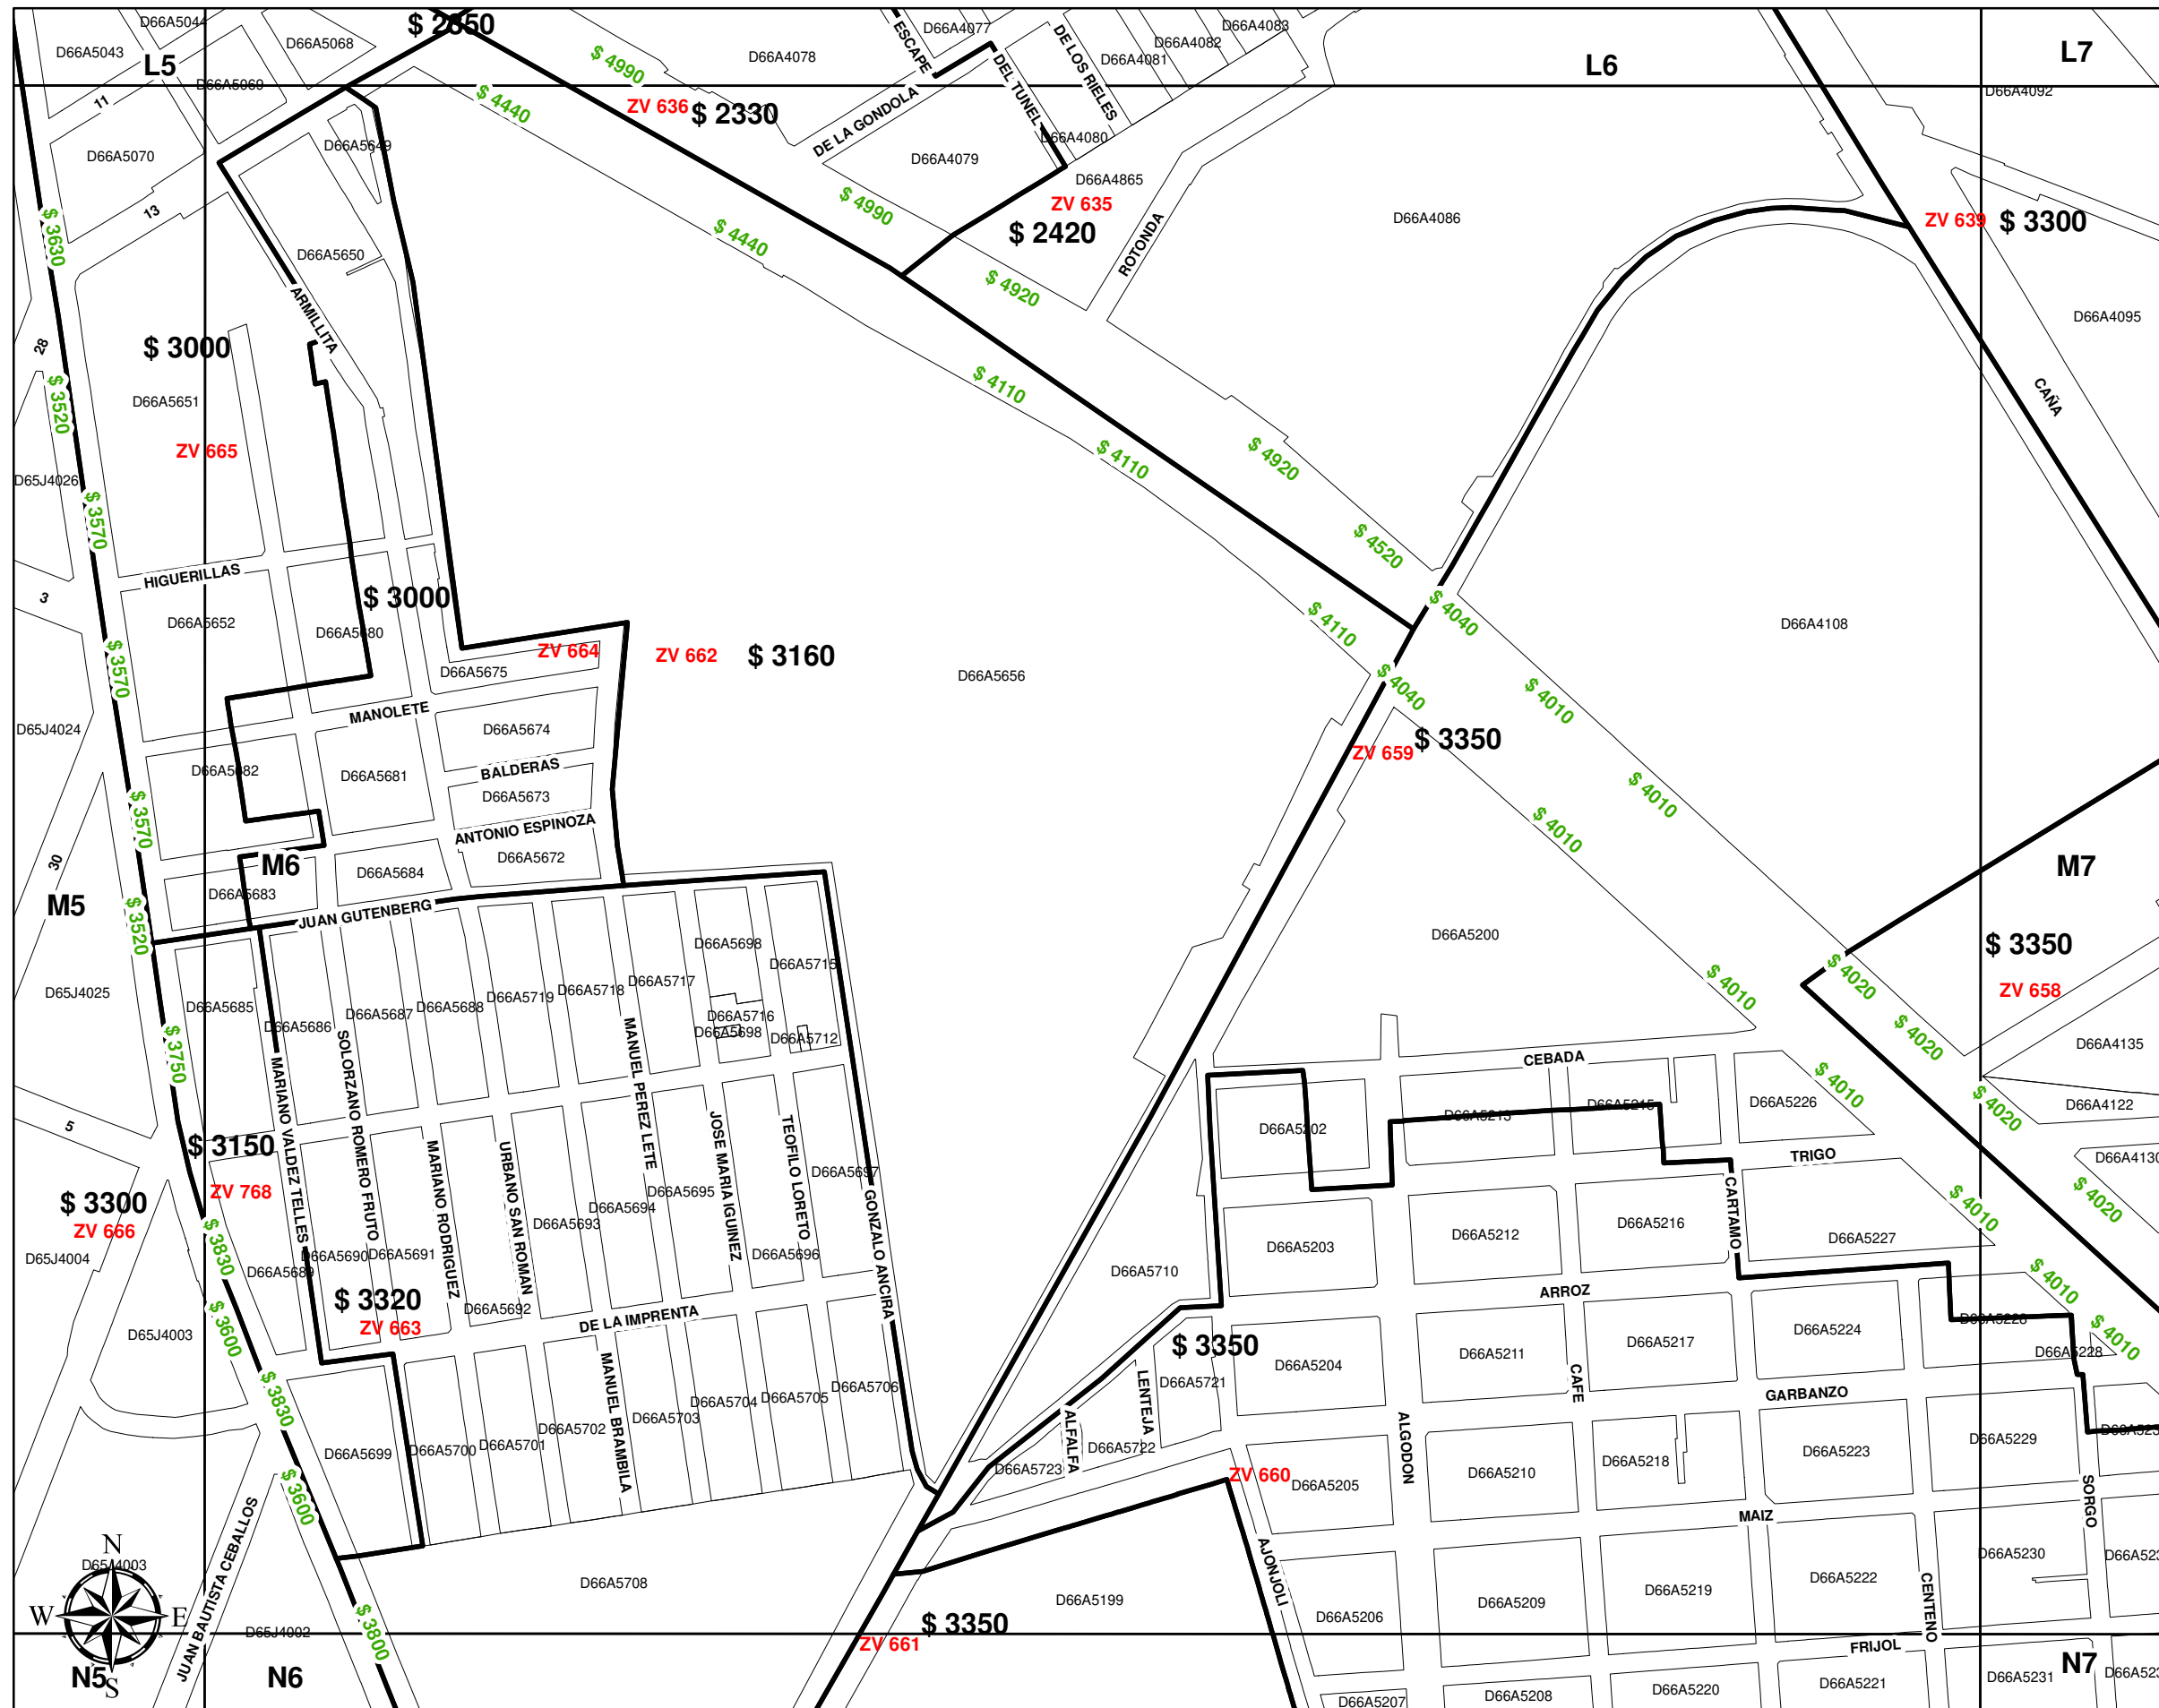 D66A5044
$ 2850
D66A5043
L5
D66A5068
D66A5069
11
$ 4990
D66A4078
ESCAPE
D66A4077
DEL TUNEL
DE LOS RIELES
D66A4083
D66A4082
D66A4081
L6
L7
D66A4092
$ 4440
ZV 636
$ 2330
DE LA GONDOLA
D66A4080
D66A5070
D66A5649
D66A4079
D66A4865
13
$ 4990
ZV 635
$ 2420
D66A4086
ZV 639
$ 3300
$ 3630
$ 4440
ROTONDA
D66A5650
$ 4920
ARMILLITA
D66A4095
28
$ 3000
$ 3520
D66A5651
$ 4110
CAÑA
ZV 665
$ 4110
$ 4920
D65J4026
$ 3570
$ 4520
HIGUERILLAS
3
$ 3000
D66A5652
D66A5680
$ 4110
$ 4040
D66A4108
ZV 664
ZV 662
$ 3160
D66A5675
D66A5656
$ 3570
$ 4040
$ 4010
MANOLETE
D65J4024
D66A5674
ZV 659
$ 3350
D66A5682
D66A5681
BALDERAS
D66A5673
$ 4010
$ 3570
ANTONIO ESPINOZA
$ 4010
30
M6
D66A5684
D66A5672
M7
M5
D66A5683
JUAN GUTENBERG
$ 3520
D66A5698
D66A5200
$ 3350
D66A5715
$ 4010
$ 4020
D65J4025
D66A5685
D66A5686
D66A5687
D66A5688
D66A5719
D66A5718
D66A5717
ZV 658
D66A5716
D66A5698
D66A5712
$ 4020
$ 3750
SOLORZANO ROMERO FRUTO
MANUEL PEREZ LETE
D66A4135
CEBADA
$ 4010
MARIANO VALDEZ TELLES
$ 4020
D66A5202
D66A5213
D66A5215
D66A5226
D66A4122
5
$ 3150
MARIANO RODRIGUEZ
URBANO SAN ROMAN
JOSE MARIA IGUINEZ
TEOFILO LORETO
TRIGO
D66A4130
D66A5697
ZV 768
D66A5695
$ 3300
ZV 666
D66A5694
D66A5693
GONZALO ANCIRA
CARTAMO
$ 4010
$ 4020
D65J4004
$ 3830
D66A5689
D66A5690
D66A5691
D66A5696
D66A5710
D66A5203
D66A5212
D66A5216
D66A5227
$ 3320
D66A5692
ARROZ
$ 4010
D65J4003
$ 3600
ZV 663
DE LA IMPRENTA
$ 3350
D66A5204
D66A5211
D66A5217
D66A5224
D66A5228
D66A5228
$ 4010
$ 3830
MANUEL BRAMBILA
D66A5706
D66A5705
D66A5704
D66A5703
D66A5702
D66A5701
D66A5700
D66A5699
LENTEJA
D66A5721
CAFE
GARBANZO
ALFALFA
D66A5722
D66A5723
ALGODON
D66A5218
D66A5223
D66A5229
ZV 660
D66A5205
D66A5210
$ 3600
SORGO
MAIZ
JUAN BAUTISTA CEBALLOS
N
D65J4003
W
E
S
D66A5708
D66A5199
AJONJOLI
D66A5206
D66A5209
D66A5219
D66A5222
CENTENO
D66A5230
$ 3800
D65J4002
ZV 661
$ 3350
FRIJOL
N5
N6
N7
D66A5207
D66A5208
D66A5220
D66A5221
D66A5231